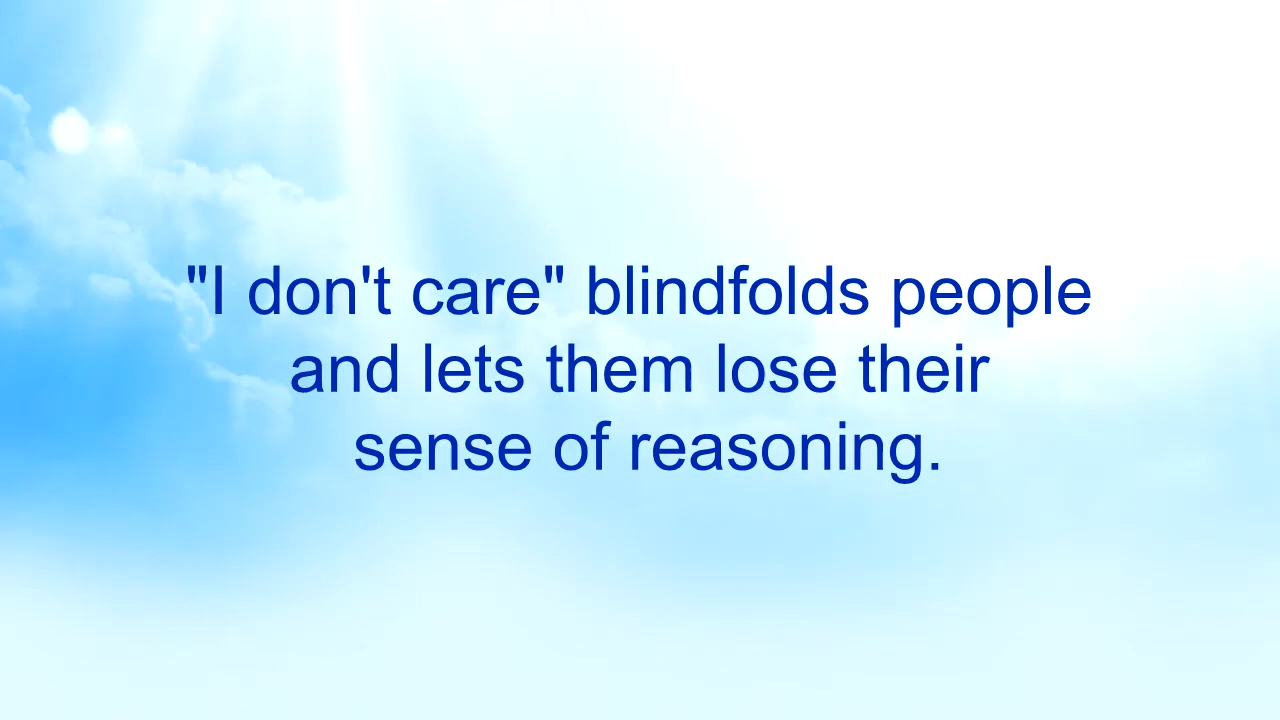 "I don't care" blindfolds people
and lets them lose their
sense of reasoning.